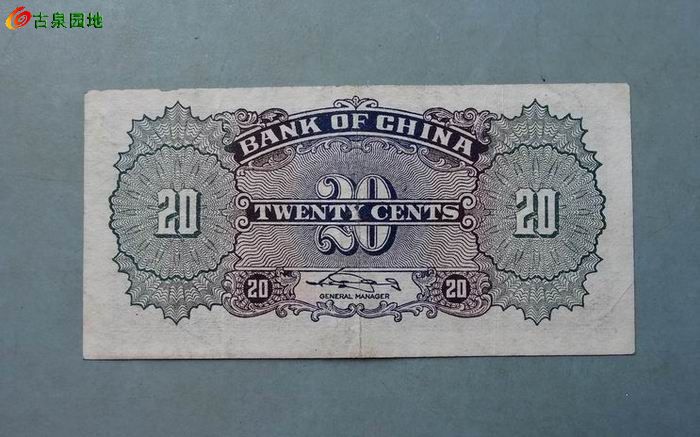 古泉园地
BANK OF CHINA
20
20
20
TWENTY CENTS
20
20
GENERAL MANAGER